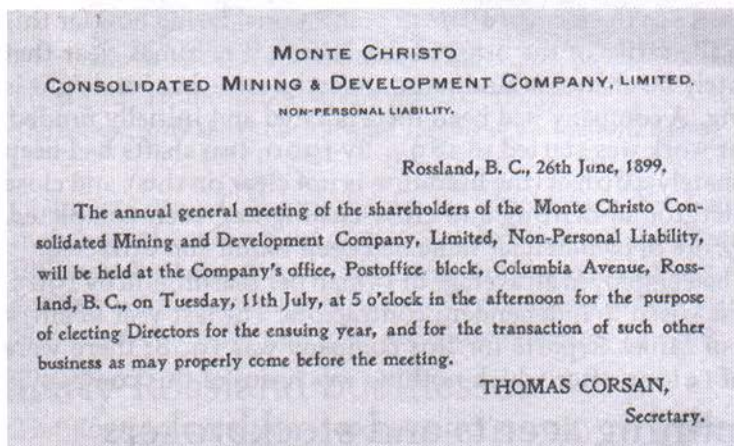 MONTE CHRISTO
CONSOLIDATED MINING & DEVELOPMENT COMPANY, LIMITED.
NON-PERSONAL LIABILITY.
Rossland, B. C., 26th June, 1899.
The annual general meeting of the shareholders of the Monte Christo Con-
solidated Mining and Development Company, Limited, Non-Personal Liability,
will be held at the Company's office, Postoffice block, Columbia Avenue, Ross-
land, B. C., on Tuesday, 11th July, at 5 o'clock in the afternoon for the purpose
of electing Directors for the ensuing year, and for the transaction of such other
business as may properly come before the meeting.
THOMAS CORSAN,
Secretary.